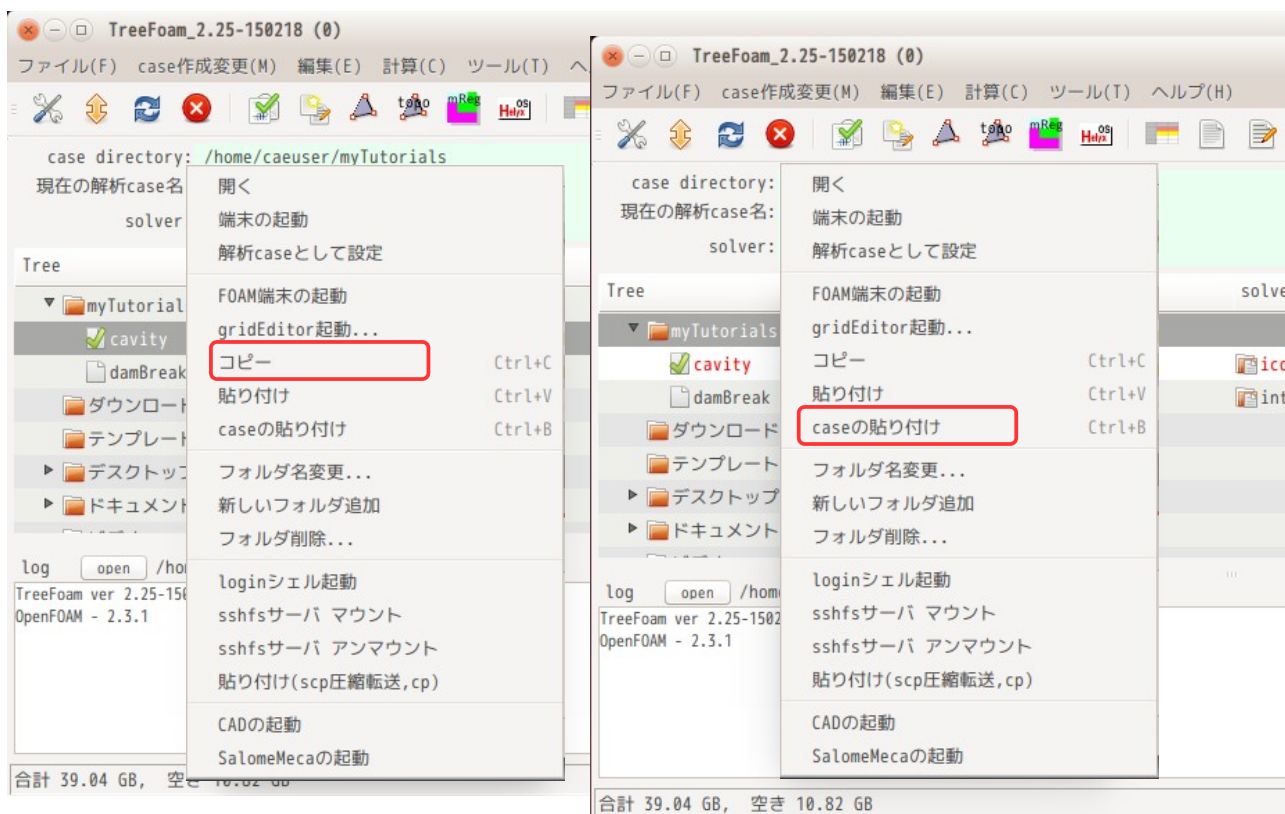 TreeFoam_2.25-150218 (0)
ファイル(F) case作成変更(M) 編集(E) 計算(C) ツール(T) ヘ
topo mReg Helyx OS
case directory: /home/caeuser/myTutorials
現在の解析case名
solver
Tree
myTutorial
cavity
damBreak
ダウンロード
テンプレート
デスクトップ
ドキュメント
開く
端末の起動
解析caseとして設定
FOAM端末の起動
gridEditor起動...
コピー Ctrl+C
貼り付け Ctrl+V
caseの貼り付け Ctrl+B
フォルダ名変更...
新しいフォルダ追加
フォルダ削除...
loginシェル起動
sshfsサーバ マウント
sshfsサーバ アンマウント
貼り付け(scp圧縮転送,cp)
CADの起動
SalomeMecaの起動
log open /ho
TreeFoam ver 2.25-150
OpenFOAM - 2.3.1
合計 39.04 GB, 空き 10.82 GB
TreeFoam_2.25-150218 (0)
ファイル(F) case作成変更(M) 編集(E) 計算(C) ツール(T) ヘルプ(H)
topo mReg Helyx OS
case directory:
現在の解析case名:
solver:
Tree solve
myTutorials
cavity ico
damBreak int
ダウンロード
テンプレート
デスクトップ
ドキュメント
開く
端末の起動
解析caseとして設定
FOAM端末の起動
gridEditor起動...
コピー Ctrl+C
貼り付け Ctrl+V
caseの貼り付け Ctrl+B
フォルダ名変更...
新しいフォルダ追加
フォルダ削除...
loginシェル起動
sshfsサーバ マウント
sshfsサーバ アンマウント
貼り付け(scp圧縮転送,cp)
CADの起動
SalomeMecaの起動
log open /hom
TreeFoam ver 2.25-1502
OpenFOAM - 2.3.1
合計 39.04 GB, 空き 10.82 GB